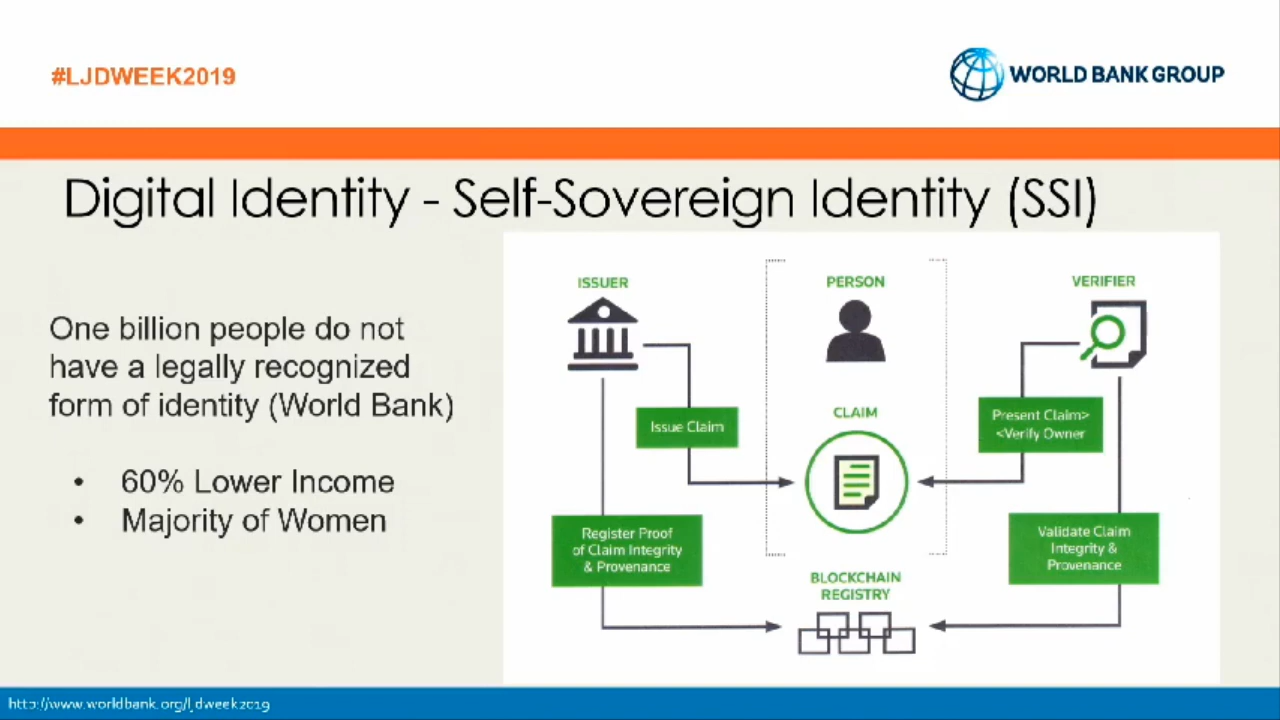 #LJDWEEK2019
WORLD BANK GROUP
Digital Identity - Self-Sovereign Identity (SSI)
One billion people do not
have a legally recognized
form of identity (World Bank)
• 60% Lower Income
• Majority of Women
ISSUER
PERSON
VERIFIER
Issue Claim
CLAIM
Present Claim>
<Verify Owner
Register Proof
of Claim Integrity
& Provenance
Validate Claim
Integrity &
Provenance
BLOCKCHAIN
REGISTRY
http://www.worldbank.org/ljdweek2019